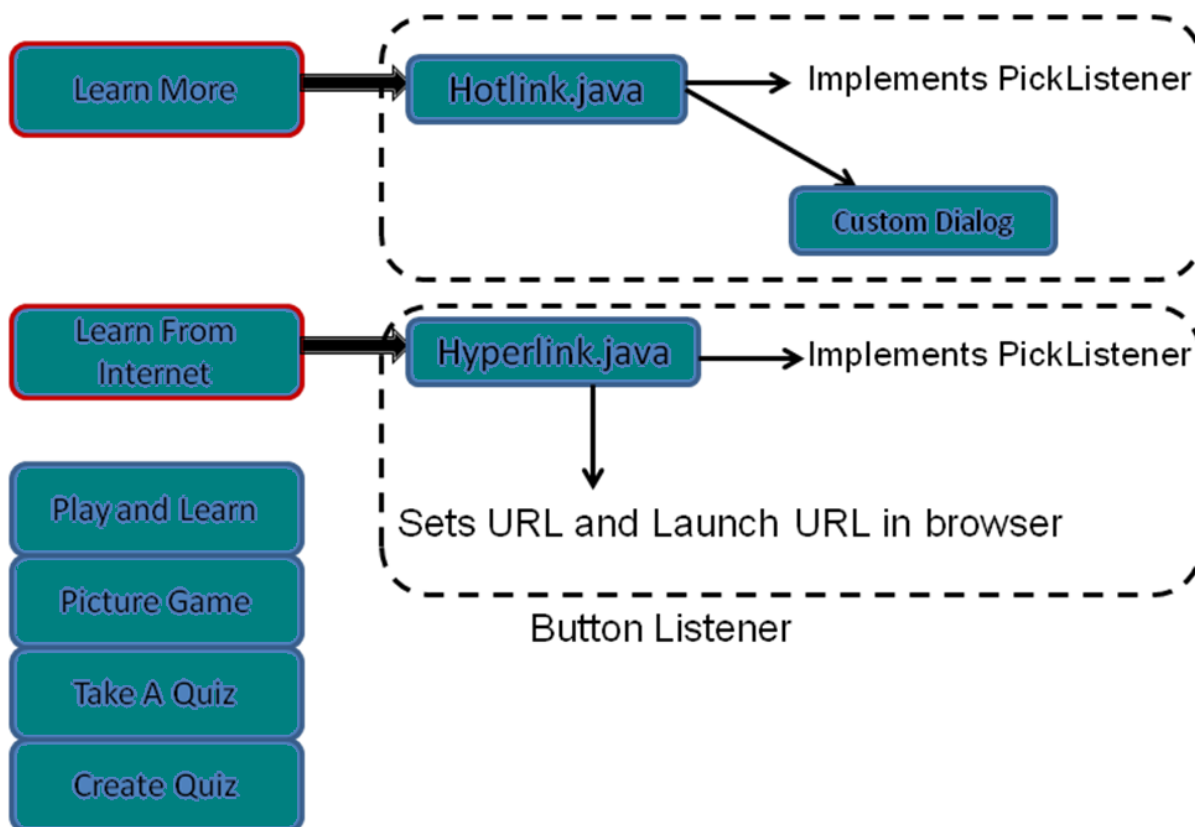 Learn More
Hotlink.java
Implements PickListener
Custom Dialog
Learn From
Internet
Hyperlink.java
Implements PickListener
Sets URL and Launch URL in browser
Button Listener
Play and Learn
Picture Game
Take A Quiz
Create Quiz